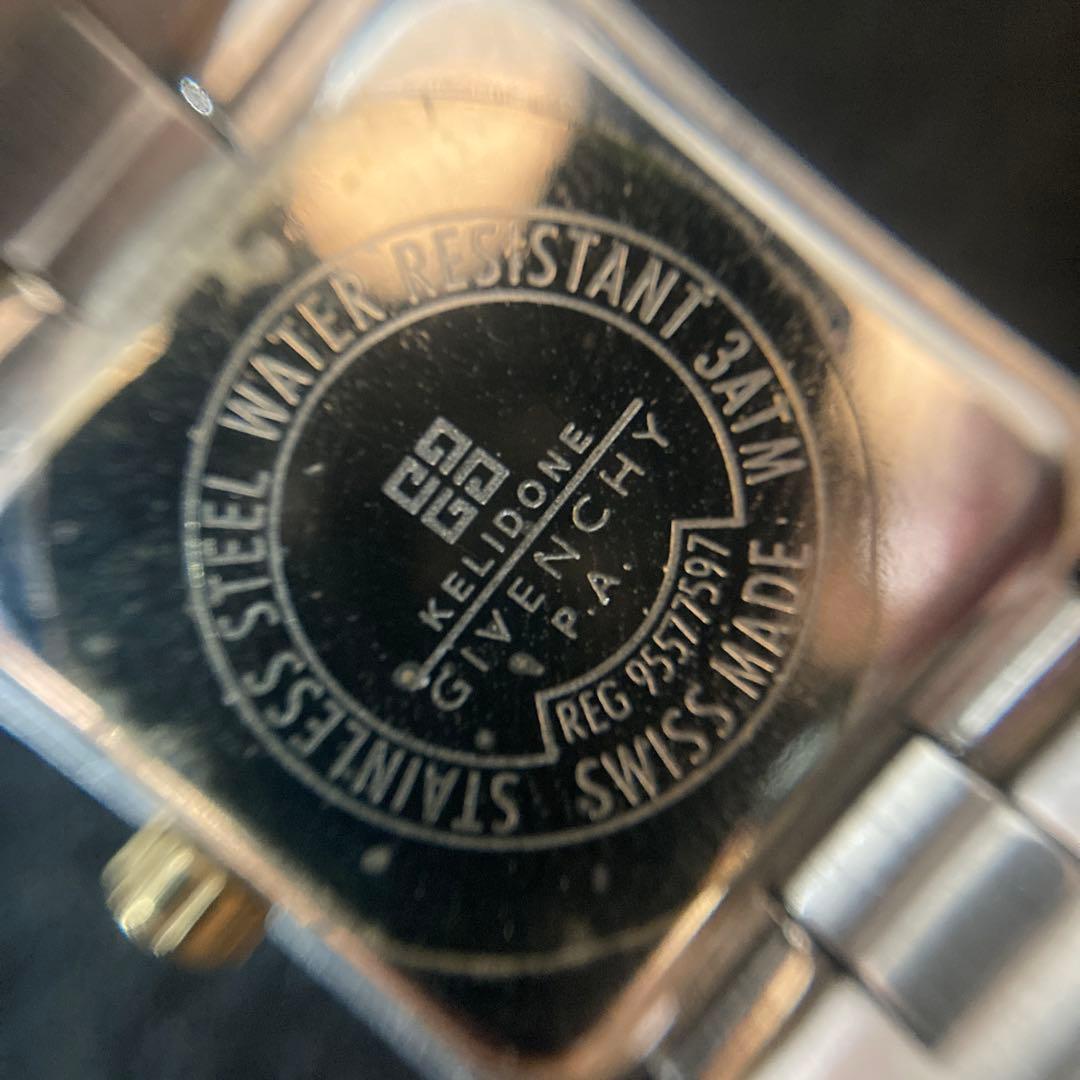 STAINLESS STEEL WATER RESISTANT 3ATM
KELIDONE
GIVENCHY
P.A.
REG 95577597
SWISS MADE